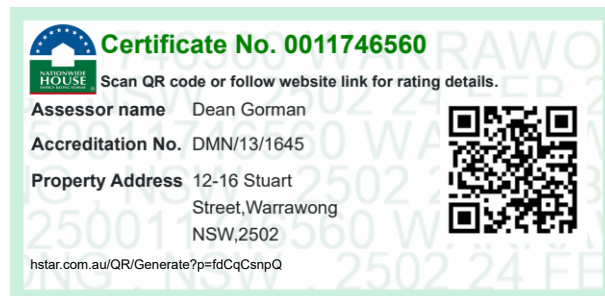 Certificate No. 0011746560
NATIONWIDE
HOUSE
ENERGY RATING SCHEME
Scan QR code or follow website link for rating details.
Assessor name Dean Gorman
Accreditation No. DMN/13/1645
Property Address 12-16 Stuart
Street,Warrawong
NSW,2502
hstar.com.au/QR/Generate?p=fdCqCsnpQ